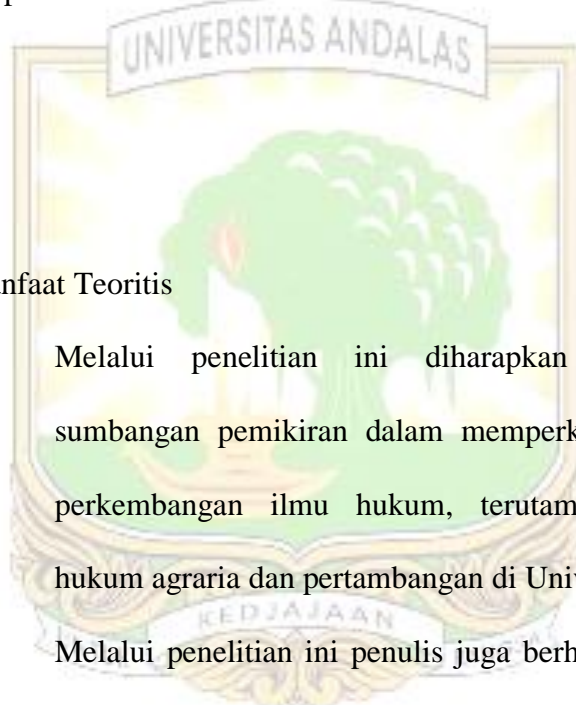 UNIVERSITAS ANDALAS
nfaat Teoritis
Melalui penelitian ini diharapkan
sumbangan pemikiran dalam memperk
perkembangan ilmu hukum, terutam
hukum agraria dan pertambangan di Univ
KEDJAJAAN
Melalui penelitian ini penulis juga berh